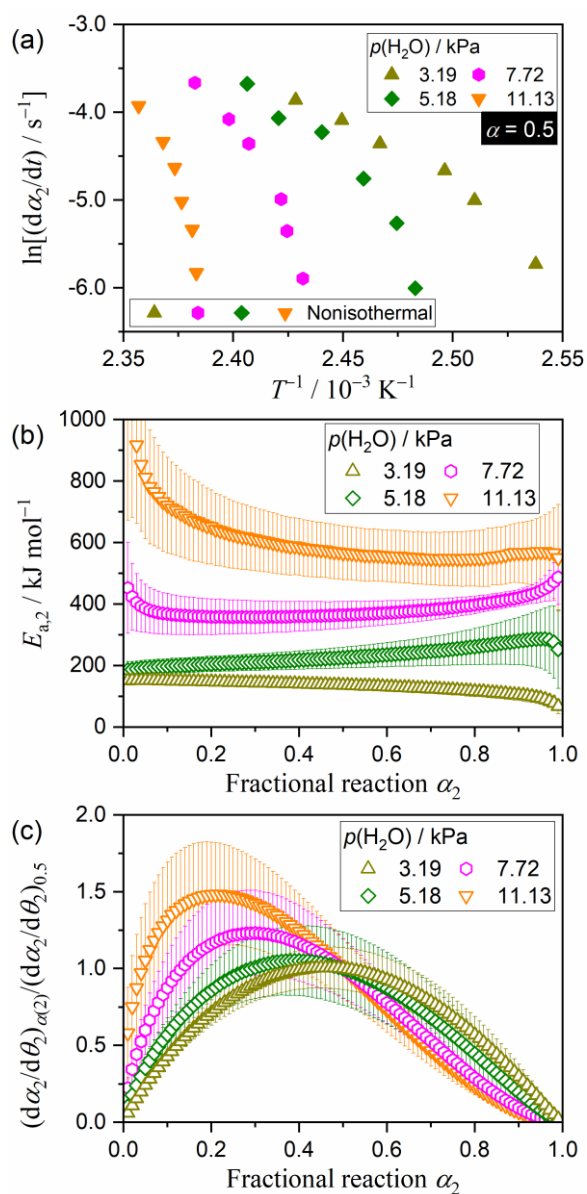 (a)
-3.0
-4.0
-5.0
-6.0
ln[(dα₂/dt) / s⁻¹]
p(H₂O) / kPa
3.19 7.72
5.18 11.13
α = 0.5
Nonisothermal
2.35 2.40 2.45 2.50 2.55
T⁻¹ / 10⁻³ K⁻¹
(b)
1000
800
600
400
200
0
Eₐ,₂ / kJ mol⁻¹
p(H₂O) / kPa
3.19 7.72
5.18 11.13
0.0 0.2 0.4 0.6 0.8 1.0
Fractional reaction α₂
(c)
2.0
1.5
1.0
0.5
0.0
(dα₂/dθ₂)α(2)/(dα₂/dθ₂)0.5
p(H₂O) / kPa
3.19 7.72
5.18 11.13
0.0 0.2 0.4 0.6 0.8 1.0
Fractional reaction α₂